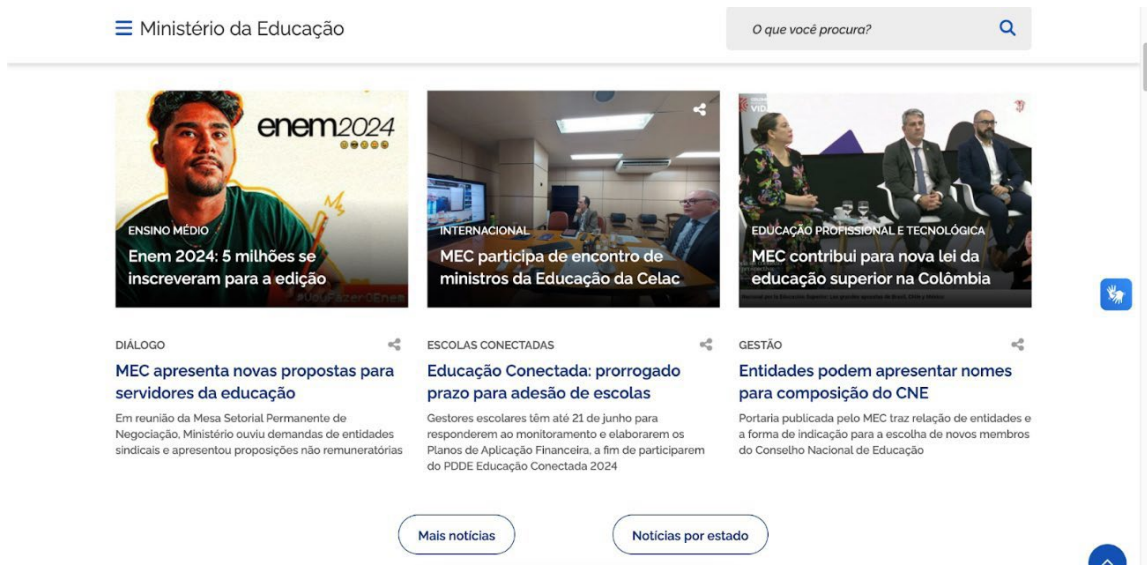 Ministério da Educação
O que você procura?
enem2024
ENSINO MÉDIO
Enem 2024: 5 milhões se
inscreveram para a edição
#VouFazerOEnem
INTERNACIONAL
MEC participa de encontro de
ministros da Educação da Celac
EDUCAÇÃO PROFISSIONAL E TECNOLÓGICA
MEC contribui para nova lei da
educação superior na Colômbia
DIÁLOGO
MEC apresenta novas propostas para
servidores da educação
Em reunião da Mesa Setorial Permanente de
Negociação, Ministério ouviu demandas de entidades
sindicais e apresentou proposições não remuneratórias
ESCOLAS CONECTADAS
Educação Conectada: prorrogado
prazo para adesão de escolas
Gestores escolares têm até 21 de junho para
responderem ao monitoramento e elaborarem os
Planos de Aplicação Financeira, a fim de participarem
do PDDE Educação Conectada 2024
GESTÃO
Entidades podem apresentar nomes
para composição do CNE
Portaria publicada pelo MEC traz relação de entidades e
a forma de indicação para a escolha de novos membros
do Conselho Nacional de Educação
Mais notícias
Notícias por estado